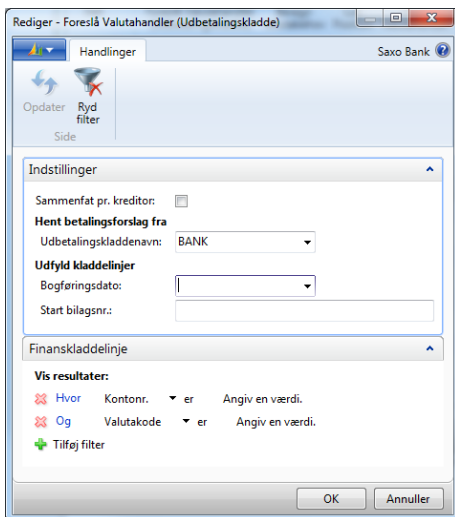 Rediger - Foreslå Valutahandler (Udbetalingskladde)
Handlinger
Saxo Bank
Opdater
Ryd filter
Side
Indstillinger
Sammenfat pr. kreditor:
Hent betalingsforslag fra
Udbetalingskladdenavn: BANK
Udfyld kladdelinjer
Bogføringsdato:
Start bilagsnr.:
Finanskladdelinje
Vis resultater:
Hvor Kontonr. er Angiv en værdi.
Og Valutakode er Angiv en værdi.
Tilføj filter
OK Annuller